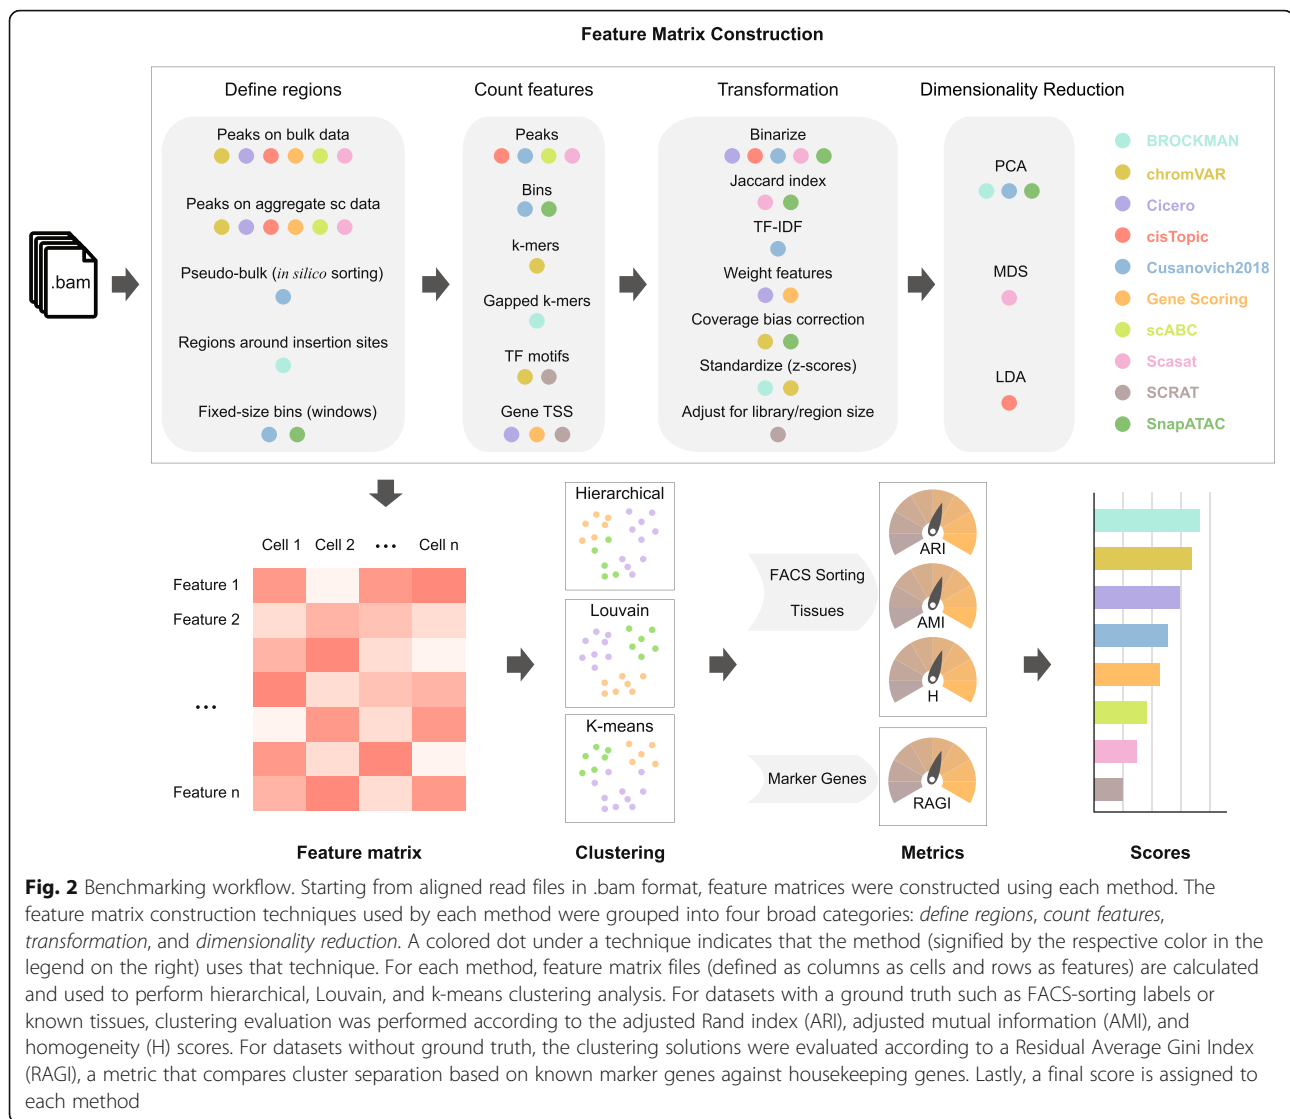 Feature Matrix Construction
Define regions
Count features
Transformation
Dimensionality Reduction
Peaks on bulk data
Peaks on aggregate sc data
Pseudo-bulk (in silico sorting)
Regions around insertion sites
Fixed-size bins (windows)
Peaks
Bins
k-mers
Gapped k-mers
TF motifs
Gene TSS
Binarize
Jaccard index
TF-IDF
Weight features
Coverage bias correction
Standardize (z-scores)
Adjust for library/region size
PCA
MDS
LDA
BROCKMAN
chromVAR
Cicero
cisTopic
Cusanovich2018
Gene Scoring
scABC
Scasat
SCRAT
SnapATAC
.bam
Cell 1 Cell 2 ••• Cell n
Feature 1
Feature 2
•••
Feature n
Feature matrix
Hierarchical
Louvain
K-means
Clustering
FACS Sorting
Tissues
Marker Genes
ARI
AMI
H
RAGI
Metrics
Scores
Fig. 2 Benchmarking workflow. Starting from aligned read files in .bam format, feature matrices were constructed using each method. The
feature matrix construction techniques used by each method were grouped into four broad categories: define regions, count features,
transformation, and dimensionality reduction. A colored dot under a technique indicates that the method (signified by the respective color in the
legend on the right) uses that technique. For each method, feature matrix files (defined as columns as cells and rows as features) are calculated
and used to perform hierarchical, Louvain, and k-means clustering analysis. For datasets with a ground truth such as FACS-sorting labels or
known tissues, clustering evaluation was performed according to the adjusted Rand index (ARI), adjusted mutual information (AMI), and
homogeneity (H) scores. For datasets without ground truth, the clustering solutions were evaluated according to a Residual Average Gini Index
(RAGI), a metric that compares cluster separation based on known marker genes against housekeeping genes. Lastly, a final score is assigned to
each method